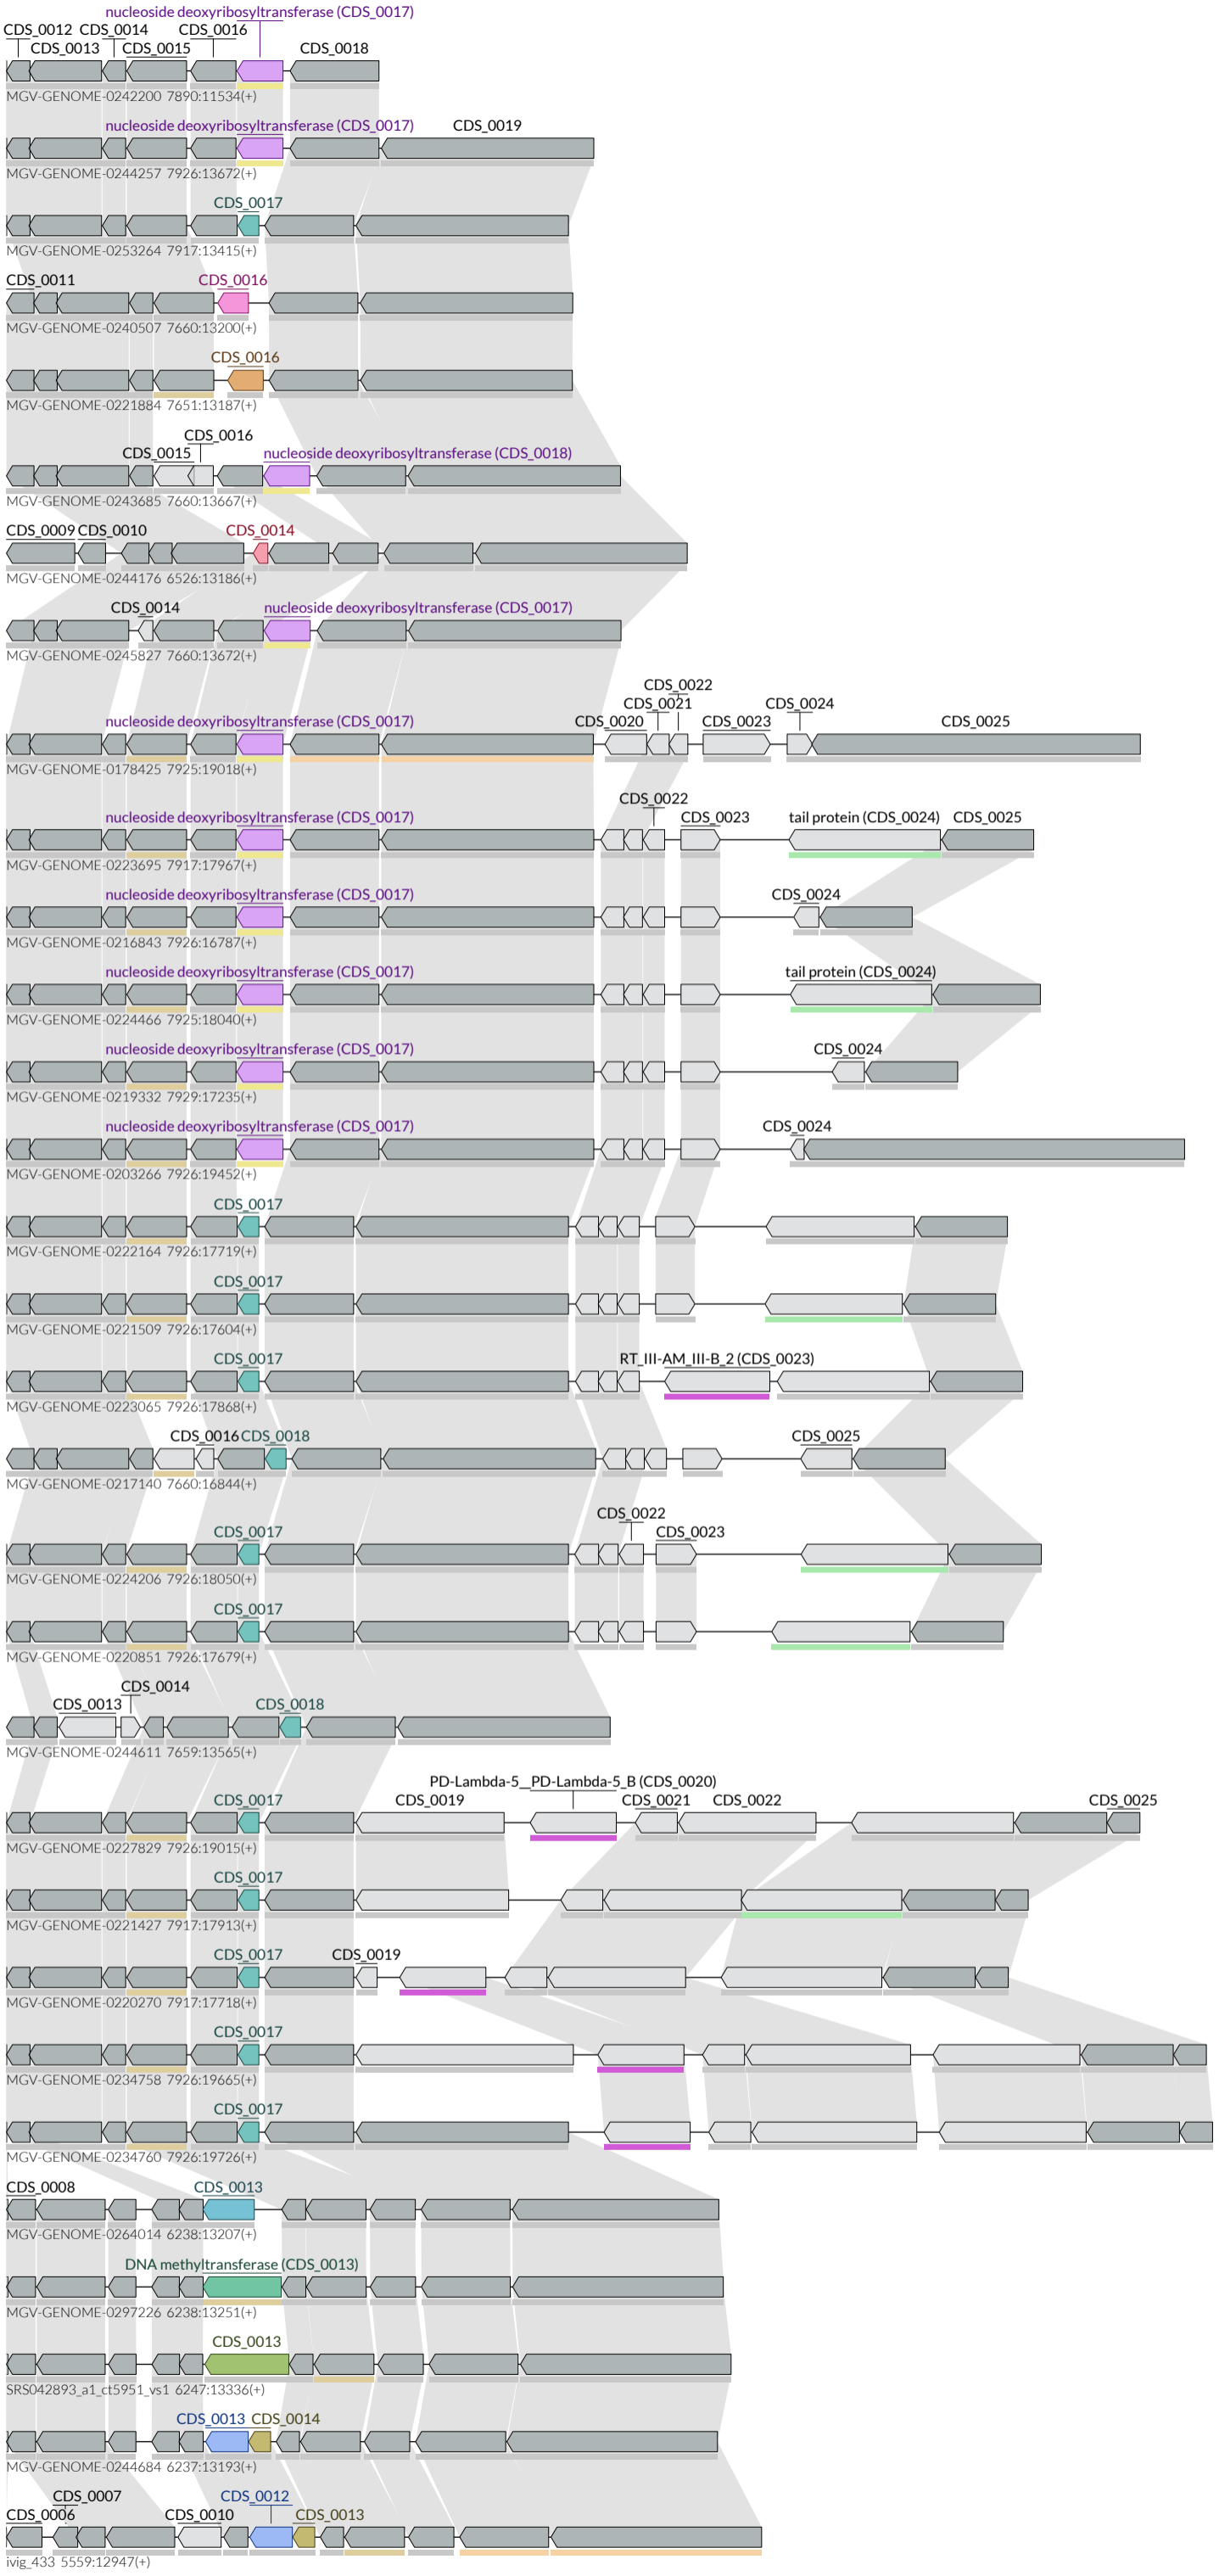 nucleoside deoxyribosyltransferase (CDS_0017)
CDS_0012 CDS_0014 CDS_0016
CDS_0013 CDS_0015 CDS_0018
MGV-GENOME-0242200 7890:11534(+)
nucleoside deoxyribosyltransferase (CDS_0017) CDS_0019
MGV-GENOME-0244257 7926:13672(+)
CDS_0017
MGV-GENOME-0253264 7917:13415(+)
CDS_0011 CDS_0016
MGV-GENOME-0240507 7660:13200(+)
CDS_0016
MGV-GENOME-0221884 7651:13187(+)
CDS_0016
CDS_0015 nucleoside deoxyribosyltransferase (CDS_0018)
MGV-GENOME-0243685 7660:13667(+)
CDS_0009 CDS_0010 CDS_0014
MGV-GENOME-0244176 6526:13186(+)
CDS_0014 nucleoside deoxyribosyltransferase (CDS_0017)
MGV-GENOME-0245827 7660:13672(+)
CDS_0022
CDS_0021 CDS_0024
nucleoside deoxyribosyltransferase (CDS_0017) CDS_0020 CDS_0023 CDS_0025
MGV-GENOME-0178425 7925:19018(+)
CDS_0022
nucleoside deoxyribosyltransferase (CDS_0017) CDS_0023 tail protein (CDS_0024) CDS_0025
MGV-GENOME-0223695 7917:17967(+)
nucleoside deoxyribosyltransferase (CDS_0017) CDS_0024
MGV-GENOME-0216843 7926:16787(+)
nucleoside deoxyribosyltransferase (CDS_0017) tail protein (CDS_0024)
MGV-GENOME-0224466 7925:18040(+)
nucleoside deoxyribosyltransferase (CDS_0017) CDS_0024
MGV-GENOME-0219332 7929:17235(+)
nucleoside deoxyribosyltransferase (CDS_0017) CDS_0024
MGV-GENOME-0203266 7926:19452(+)
CDS_0017
MGV-GENOME-0222164 7926:17719(+)
CDS_0017
MGV-GENOME-0221509 7926:17604(+)
CDS_0017 RT_III-AM_III-B_2 (CDS_0023)
MGV-GENOME-0223065 7926:17868(+)
CDS_0016 CDS_0018 CDS_0025
MGV-GENOME-0217140 7660:16844(+)
CDS_0022
CDS_0017 CDS_0023
MGV-GENOME-0224206 7926:18050(+)
CDS_0017
MGV-GENOME-0220851 7926:17679(+)
CDS_0014
CDS_0013 CDS_0018
MGV-GENOME-0244611 7659:13565(+)
PD-Lambda-5__PD-Lambda-5_B (CDS_0020)
CDS_0017 CDS_0019 CDS_0021 CDS_0022 CDS_0025
MGV-GENOME-0227829 7926:19015(+)
CDS_0017
MGV-GENOME-0221427 7917:17913(+)
CDS_0017 CDS_0019
MGV-GENOME-0220270 7917:17718(+)
CDS_0017
MGV-GENOME-0234758 7926:19665(+)
CDS_0017
MGV-GENOME-0234760 7926:19726(+)
CDS_0008 CDS_0013
MGV-GENOME-0264014 6238:13207(+)
DNA methyltransferase (CDS_0013)
MGV-GENOME-0297226 6238:13251(+)
CDS_0013
SRS042893_a1_ct5951_vs1 6247:13336(+)
CDS_0013 CDS_0014
MGV-GENOME-0244684 6237:13193(+)
CDS_0007 CDS_0012
CDS_0006 CDS_0010 CDS_0013
ivig_433 5559:12947(+)